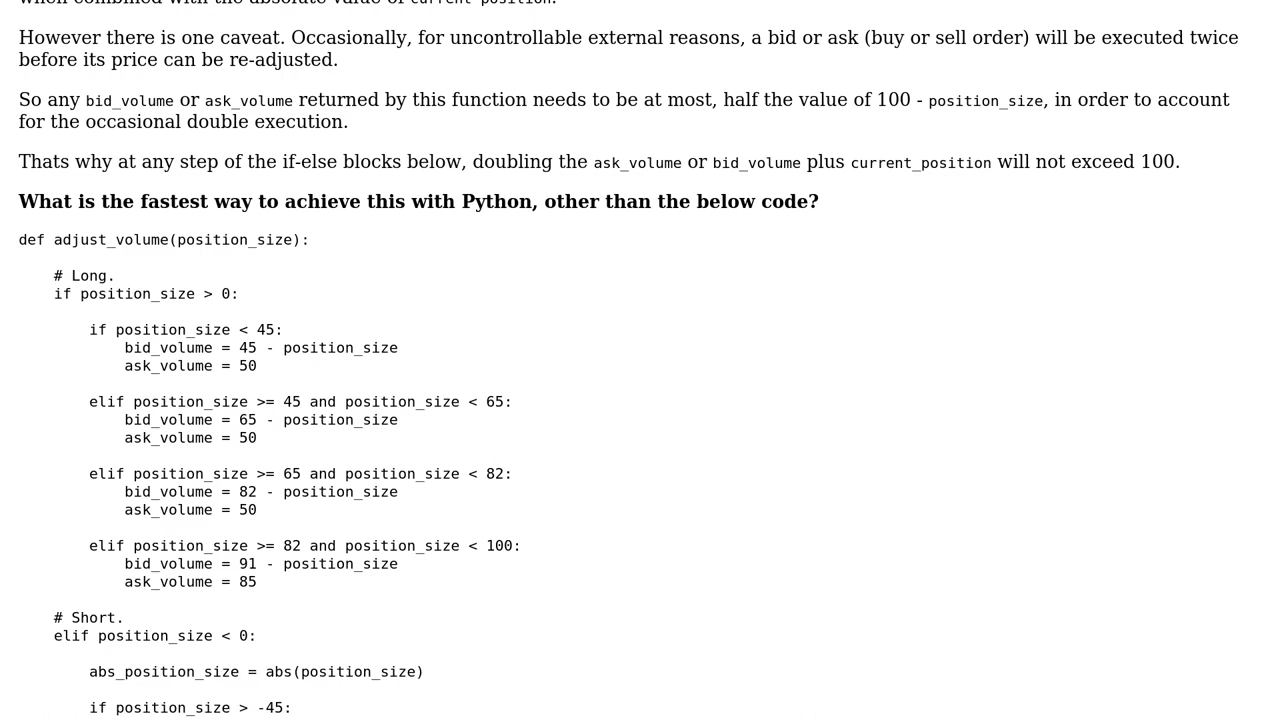 when combined with the absolute value of current_position.
However there is one caveat. Occasionally, for uncontrollable external reasons, a bid or ask (buy or sell order) will be executed twice
before its price can be re-adjusted.
So any bid_volume or ask_volume returned by this function needs to be at most, half the value of 100 - position_size, in order to account
for the occasional double execution.
Thats why at any step of the if-else blocks below, doubling the ask_volume or bid_volume plus current_position will not exceed 100.
What is the fastest way to achieve this with Python, other than the below code?
def adjust_volume(position_size):
    # Long.
    if position_size > 0:
        if position_size < 45:
            bid_volume = 45 - position_size
            ask_volume = 50
        elif position_size >= 45 and position_size < 65:
            bid_volume = 65 - position_size
            ask_volume = 50
        elif position_size >= 65 and position_size < 82:
            bid_volume = 82 - position_size
            ask_volume = 50
        elif position_size >= 82 and position_size < 100:
            bid_volume = 91 - position_size
            ask_volume = 85
    # Short.
    elif position_size < 0:
        abs_position_size = abs(position_size)
        if position_size > -45: